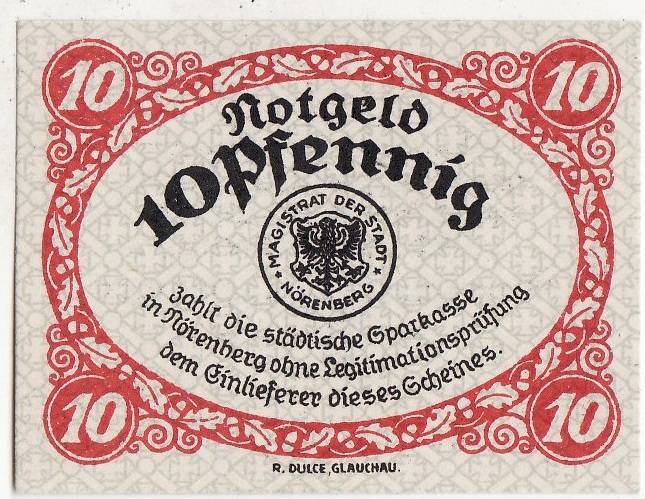 10 10
Notgeld
10 Pfennig
* MAGISTRAT DER STADT *
NÖRENBERG
zahlt die städtische Sparkasse
in Nörenberg ohne Legitimationsprüfung
dem Einlieferer dieses Scheines.
10 10
R. DULCE, GLAUCHAU.